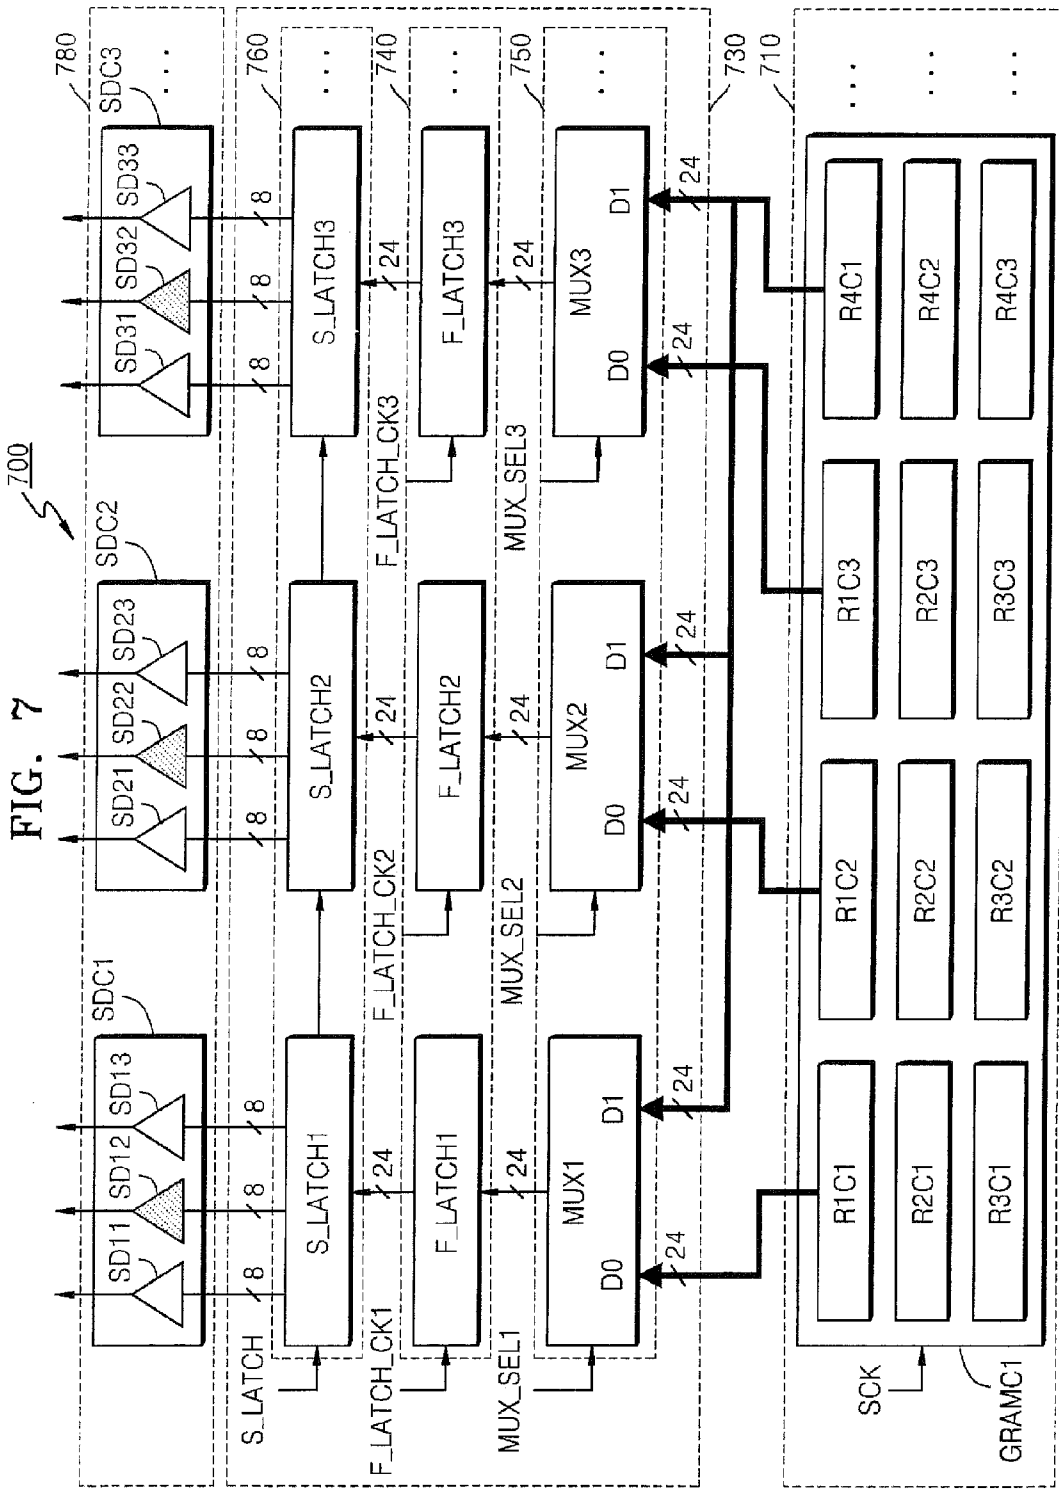 FIG. 7
700
780
SDC1
SDC2
SDC3
SD11
SD12
SD13
SD21
SD22
SD23
SD31
SD32
SD33
...
8
8
8
8
8
8
8
8
8
760
S_LATCH
S_LATCH1
S_LATCH2
S_LATCH3
...
24
24
24
740
F_LATCH_CK1
F_LATCH1
F_LATCH_CK2
F_LATCH2
F_LATCH_CK3
F_LATCH3
...
24
24
24
750
MUX_SEL1
MUX1
D0
D1
MUX_SEL2
MUX2
D0
D1
MUX_SEL3
MUX3
D0
D1
...
730
24
24
24
24
24
24
710
R1C1
R1C2
R1C3
R4C1
...
R2C1
R2C2
R2C3
R4C2
...
R3C1
R3C2
R3C3
R4C3
...
SCK
GRAMC1